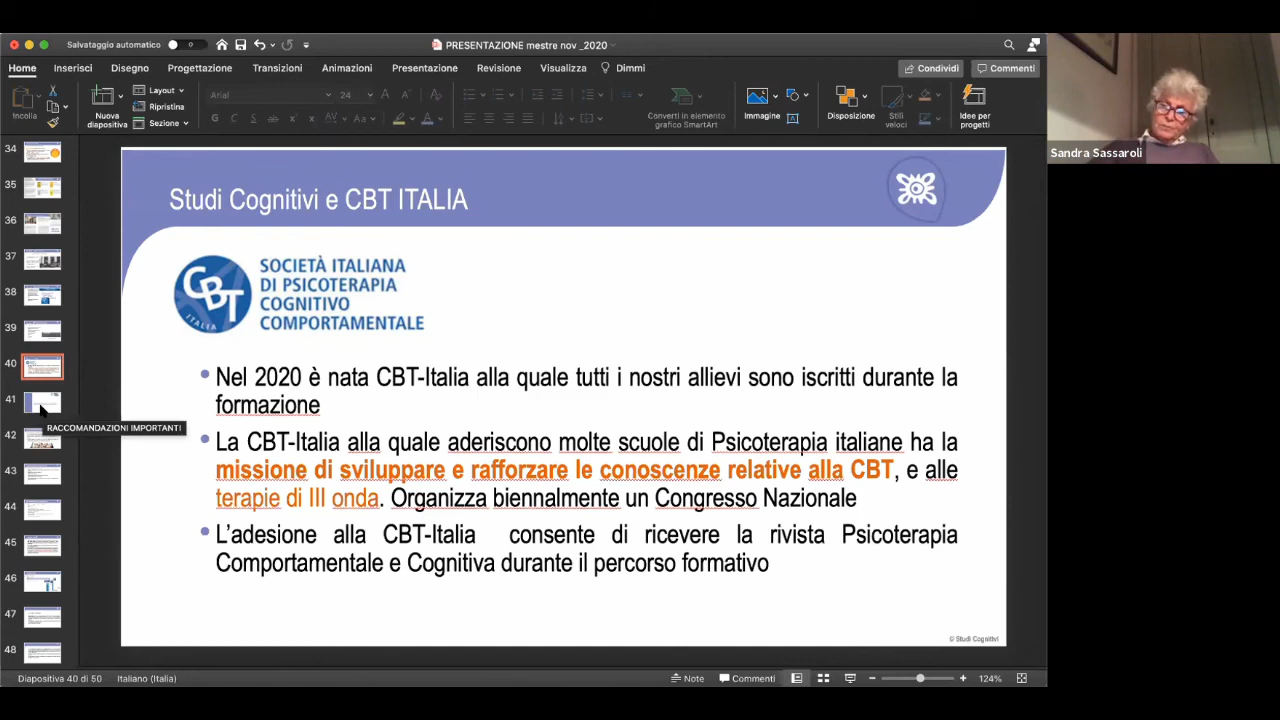 Salvataggio automatico
PRESENTAZIONE mestre nov _2020
Home Inserisci Disegno Progettazione Transizioni Animazioni Presentazione Revisione Visualizza Dimmi Condividi Commenti
Incolla
Nuova diapositiva
Layout
Ripristina
Sezione
Arial 24
Converti in elemento grafico SmartArt
Immagine
Disposizione
Stili veloci
Idee per progetti
34
35
36
37
38
39
40
41
RACCOMANDAZIONI IMPORTANTI
42
43
44
45
46
47
48
Studi Cognitivi e CBT ITALIA
CBT
ITALIA
SOCIETÀ ITALIANA
DI PSICOTERAPIA
COGNITIVO
COMPORTAMENTALE
• Nel 2020 è nata CBT-Italia alla quale tutti i nostri allievi sono iscritti durante la
formazione
• La CBT-Italia alla quale aderiscono molte scuole di Psicoterapia italiane ha la
missione di sviluppare e rafforzare le conoscenze relative alla CBT, e alle
terapie di III onda. Organizza biennalmente un Congresso Nazionale
• L'adesione alla CBT-Italia consente di ricevere la rivista Psicoterapia
Comportamentale e Cognitiva durante il percorso formativo
© Studi Cognitivi
Diapositiva 40 di 50 Italiano (Italia) Note Commenti 124%
Sandra Sassaroli